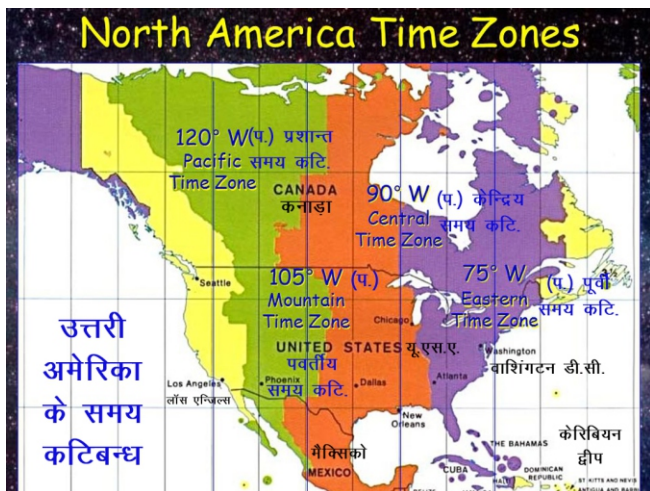 North America Time Zones
120° W(प.) प्रशान्त
Pacific समय कटि.
Time Zone
CANADA
कनाड़ा
90° W (प.) केन्द्रिय
Central समय कटि.
Time Zone
105° W (प.)
Mountain
Time Zone
75° W (प.) पूर्वी
Eastern समय कटि.
Time Zone
Seattle
Chicago
UNITED STATES यू.एस.ए.
पवर्तीय
समय कटि.
Washington
वाशिंगटन डी.सी.
Los Angeles
लॉस एन्जिल्स
Phoenix
Dallas
Atlanta
New
Orleans
उत्तरी
अमेरिका
के समय
कटिबन्ध
मैक्सिको
MEXICO
THE BAHAMAS
केरिबियन
द्वीप
CUBA
DOMINICAN
REPUBLIC
HAITI
ST KITTS AND NEVIS